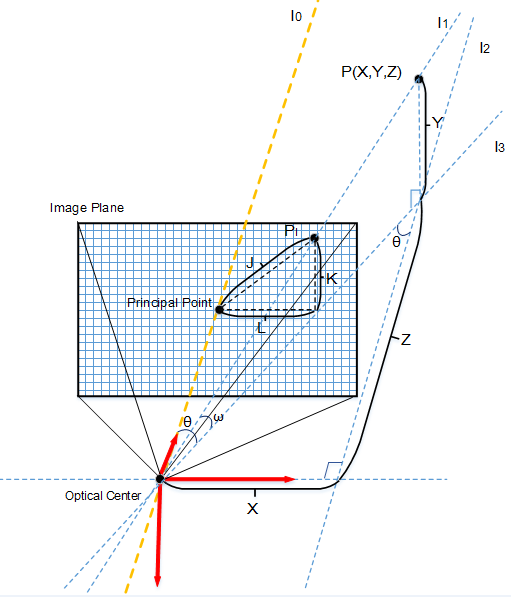 l0
l1
l2
P(X,Y,Z)
Y
l3
Image Plane
PI
θ
J
K
Principal Point
L
Z
θ
ω
Optical Center
X